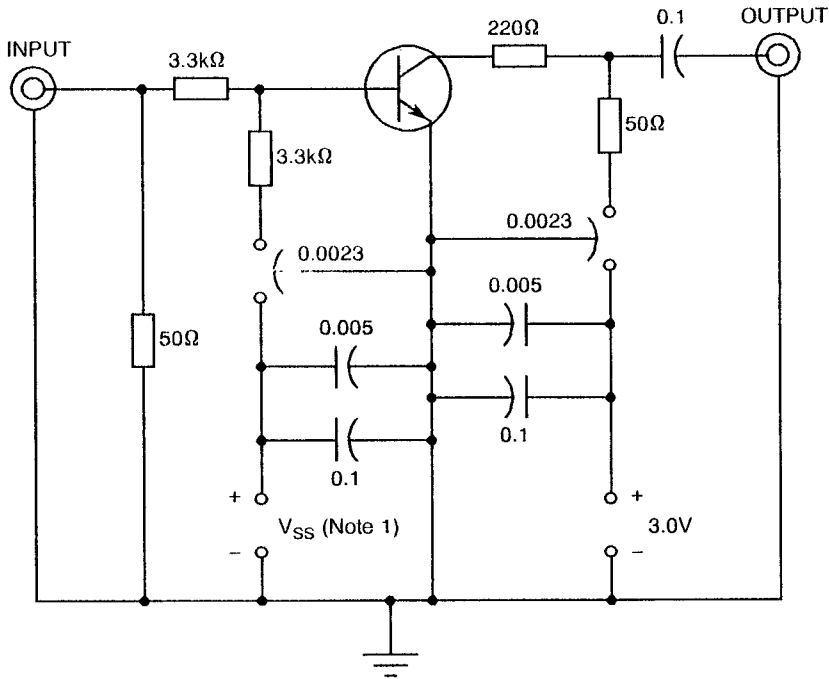 0.1
OUTPUT
220Ω
INPUT
3.3kΩ
50Ω
3.3kΩ
0.0023
0.0023
0.005
0.005
50Ω
0.1
0.1
+
VSS (Note 1)
−
+
3.0V
−